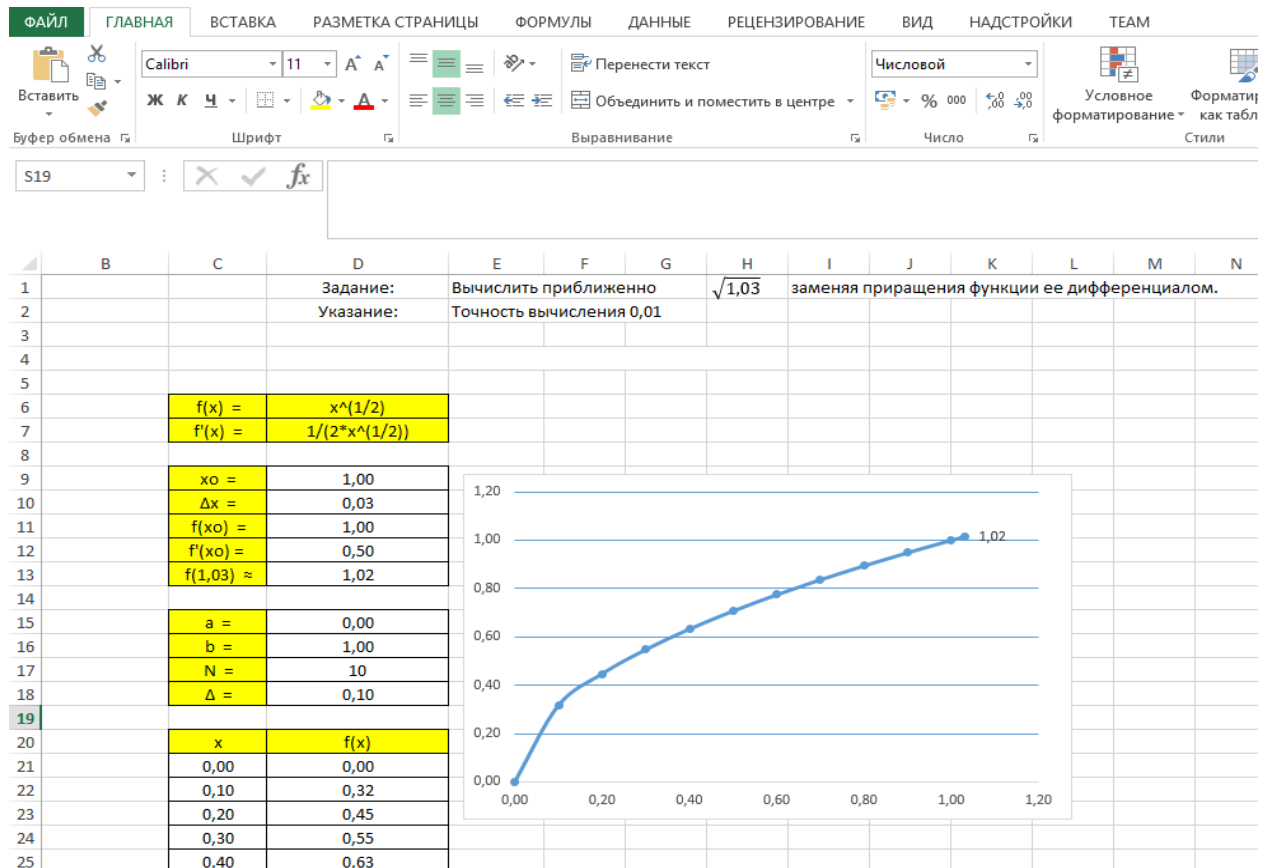 ФАЙЛ ГЛАВНАЯ ВСТАВКА РАЗМЕТКА СТРАНИЦЫ ФОРМУЛЫ ДАННЫЕ РЕЦЕНЗИРОВАНИЕ ВИД НАДСТРОЙКИ TEAM
Calibri 11 А А Перенести текст Числовой
Вставить Ж К Ч А Объединить и поместить в центре % 000 Условное форматирование
Буфер обмена Шрифт Выравнивание Число Стили
S19 fx
B C D E F G H I J K L M N
1 Задание: Вычислить приближенно √1,03 заменяя приращения функции ее дифференциалом.
2 Указание: Точность вычисления 0,01
3
4
5
6 f(x) = x^(1/2)
7 f'(x) = 1/(2*x^(1/2))
8
9 xo = 1,00
10 Δx = 0,03
11 f(xo) = 1,00
12 f'(xo) = 0,50
13 f(1,03) ≈ 1,02
14
15 a = 0,00
16 b = 1,00
17 N = 10
18 Δ = 0,10
19
20 x f(x)
21 0,00 0,00
22 0,10 0,32
23 0,20 0,45
24 0,30 0,55
25 0,40 0,63
1,20
1,00
0,80
0,60
0,40
0,20
0,00
1,02
0,00 0,20 0,40 0,60 0,80 1,00 1,20